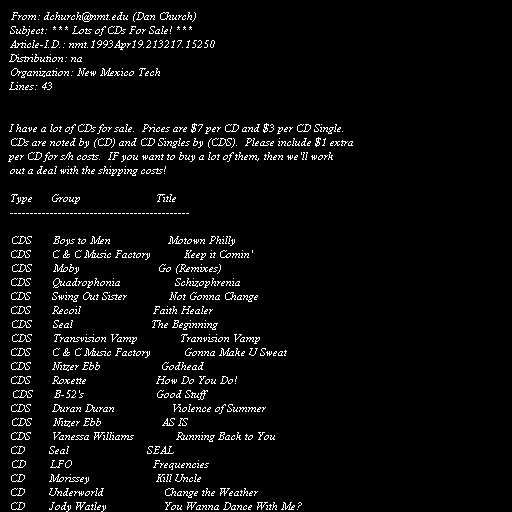 From: dchurch@nmt.edu (Dan Church)
Subject: *** Lots of CDs For Sale! ***
Article-I.D.: nmt.1993Apr19.213217.15250
Distribution: na
Organization: New Mexico Tech
Lines: 43
I have a lot of CDs for sale.  Prices are $7 per CD and $3 per CD Single.
CDs are noted by (CD) and CD Singles by (CDS).  Please include $1 extra
per CD for s/h costs.  IF you want to buy a lot of them, then we'll work
out a deal with the shipping costs!
Type Group Title
---------------------------------------------
CDS Boys to Men Motown Philly
CDS C & C Music Factory Keep it Comin'
CDS Moby Go (Remixes)
CDS Quadrophonia Schizophrenia
CDS Swing Out Sister Not Gonna Change
CDS Recoil Faith Healer
CDS Seal The Beginning
CDS Transvision Vamp Tranvision Vamp
CDS C & C Music Factory Gonna Make U Sweat
CDS Nitzer Ebb Godhead
CDS Roxette How Do You Do!
CDS B-52's Good Stuff
CDS Duran Duran Violence of Summer
CDS Nitzer Ebb AS IS
CDS Vanessa Williams Running Back to You
CD Seal SEAL
CD LFO Frequencies
CD Morissey Kill Uncle
CD Underworld Change the Weather
CD Jody Watley You Wanna Dance With Me?